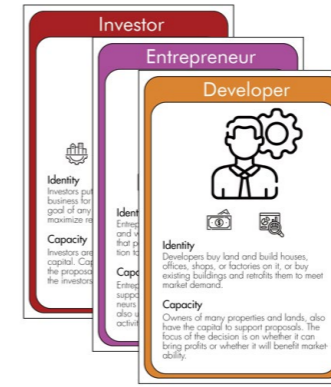 Investor
Identity
Investors put
business for
goal of any
maximize re
Capacity
Investors are
capital. Cap
the proposa
the investors
Entrepreneur
Ident
Entrep
and w
that p
tion to
Capa
Entrep
suppo
neurs
also u
activit
Developer
Identity
Developers buy land and build houses,
offices, shops, or factories on it, or buy
existing buildings and retrofits them to meet
market demand.
Capacity
Owners of many properties and lands, also
have the capital to support proposals. The
focus of the decision is on whether it can
bring profits or whether it will benefit market-
ability.